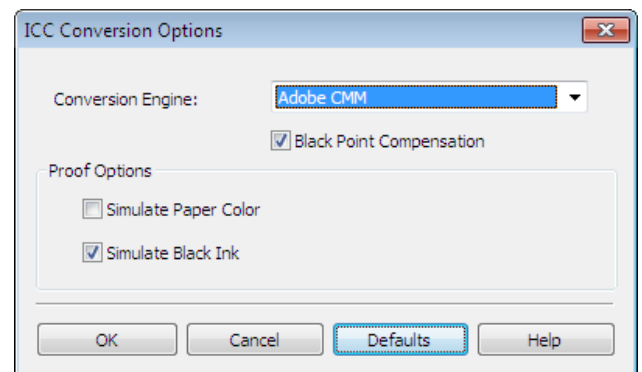 ICC Conversion Options
Conversion Engine: Adobe CMM
Black Point Compensation
Proof Options
Simulate Paper Color
Simulate Black Ink
OK Cancel Defaults Help